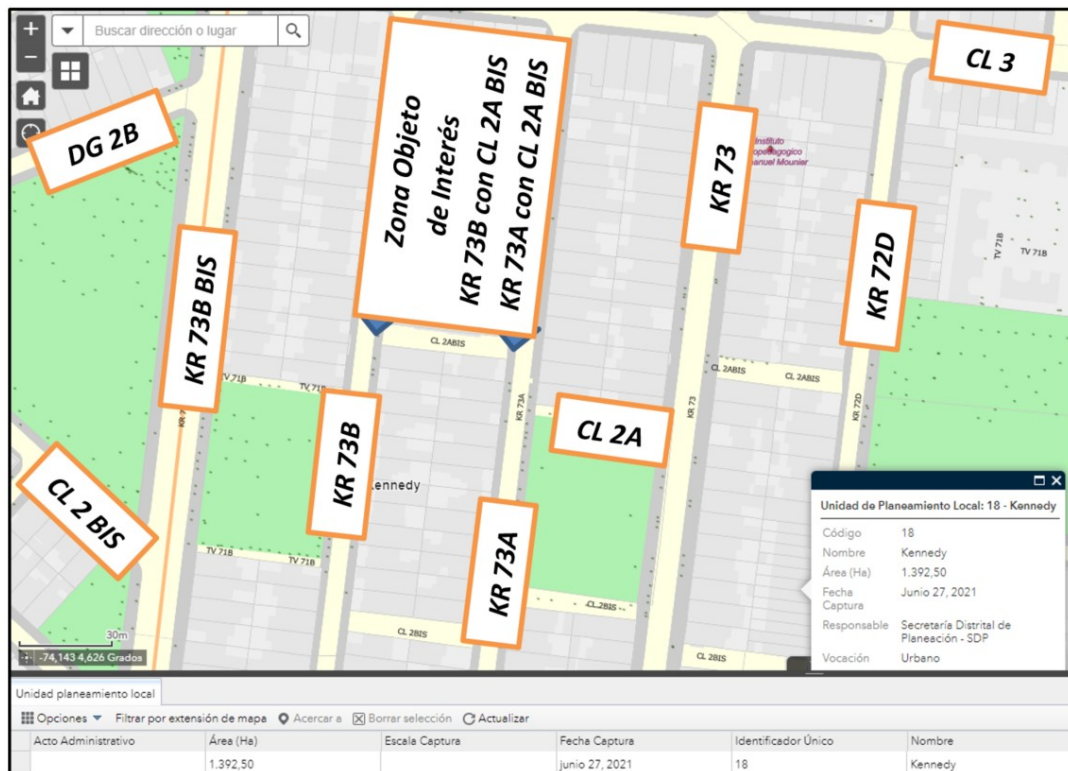 Buscar dirección o lugar
DG 2B
Zona Objeto
de Interés
KR 73B con CL 2A BIS
KR 73A con CL 2A BIS
CL 3
KR 73
Instituto
anuel Mounier
KR 72D
TV 71B
TV 71B
KR 73B BIS
CL 2ABIS
CL 2ABIS
CL 2ABIS
TV 71B
TV 71B
KR 73B
KR 73A
CL 2A
KR 73
KR 72D
ennedy
CL 2 BIS
TV 71B
TV 71B
KR 73A
CL 2BIS
CL 2BIS
CL 2BIS
30m
-74,143 4,626 Grados
Unidad de Planeamiento Local: 18 - Kennedy
Código 18
Nombre Kennedy
Área (Ha) 1.392,50
Fecha Captura Junio 27, 2021
Responsable Secretaría Distrital de
Planeación - SDP
Vocación Urbano
Unidad planeamiento local
Opciones Filtrar por extensión de mapa Acercar a Borrar selección Actualizar
Acto Administrativo Área (Ha) Escala Captura Fecha Captura Identificador Único Nombre
1.392,50 junio 27, 2021 18 Kennedy